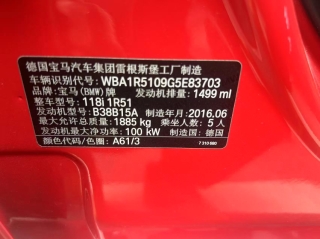 德国宝马汽车集团雷根斯堡工厂制造
车辆识别代号: WBA1R5109G5E83703
品牌: 宝马(BMW)牌 发动机排量: 1499 ml
整车型号: 118i 1R51
发动机型号: B38B15A 制造年月: 2016.06
最大允许总质量: 1885 kg 乘坐人数: 5 人
发动机最大净功率: 100 kW 制造国: 德国
颜色代码/色圈: A61/3
7 310 680